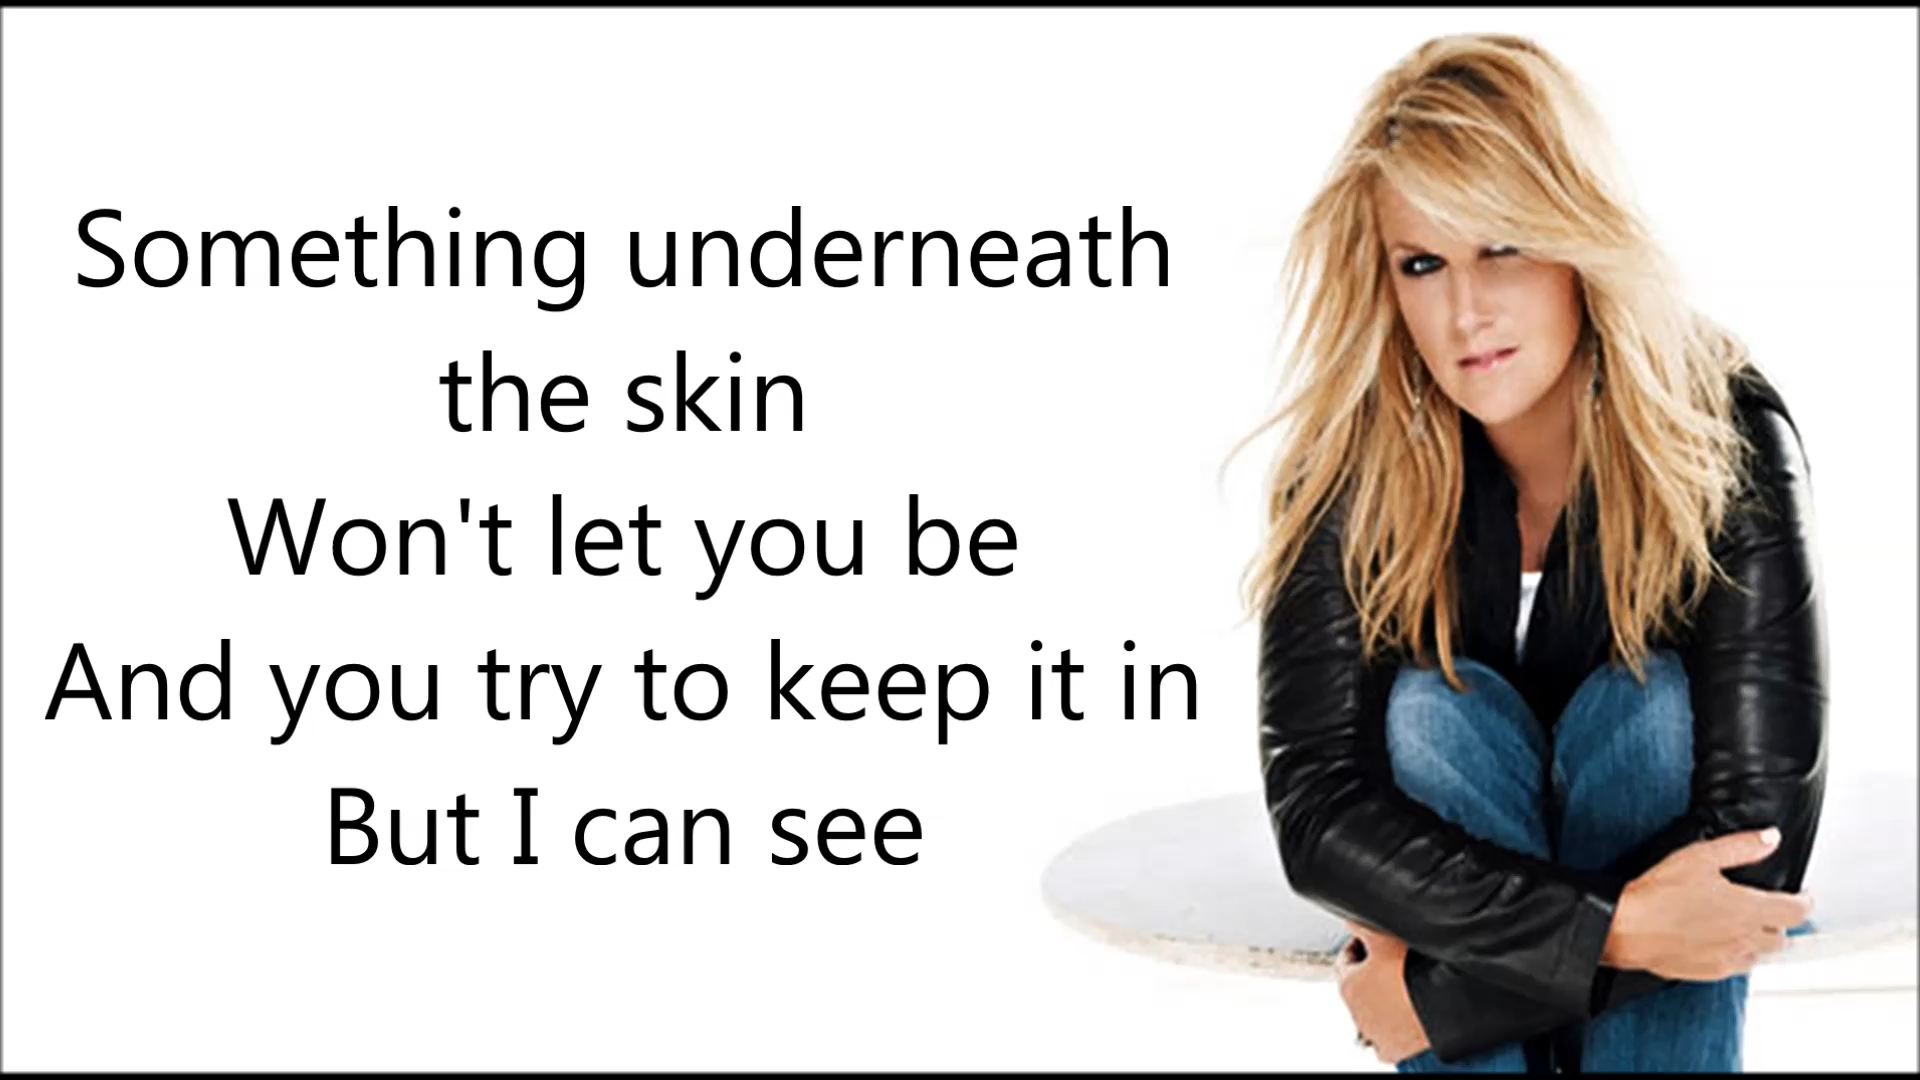 Something underneath
the skin
Won't let you be
And you try to keep it in
But I can see